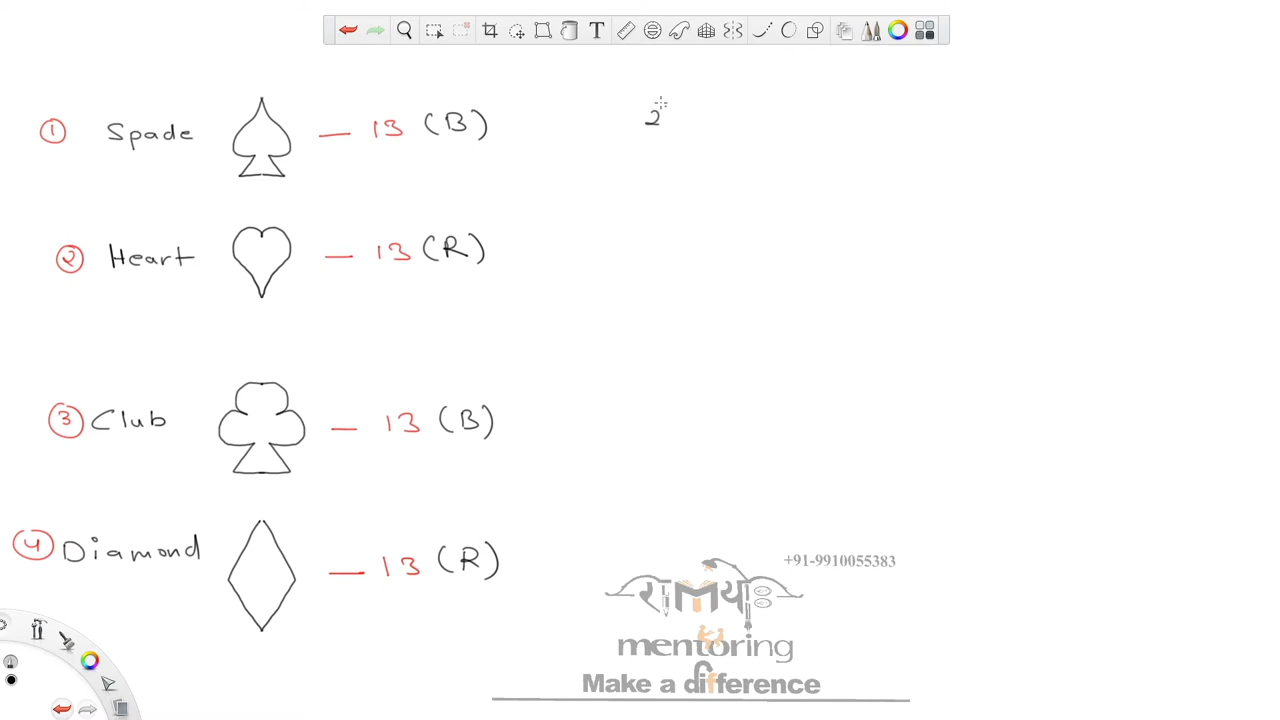 ① Spade — 13 (B)
2
② Heart — 13 (R)
③ Club — 13 (B)
④ Diamond — 13 (R)
+91-9910055383
राम्या
mentoring
Make a difference